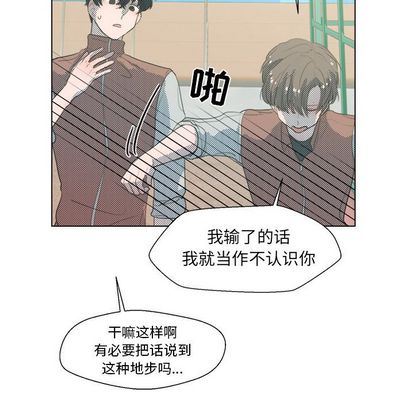 啪
我输了的话
我就当作不认识你
干嘛这样啊
有必要把话说到
这种地步吗...